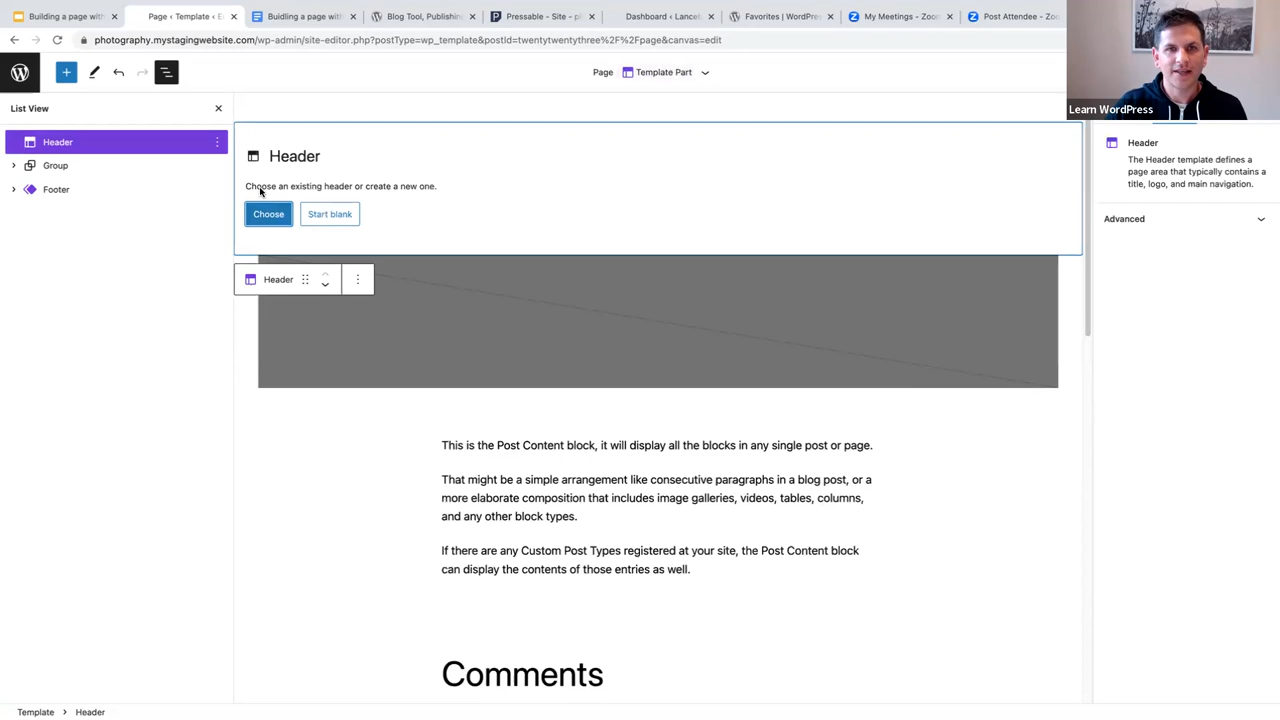 Building a page with
Page ‹ Template ‹ E
Buidling a page with
Blog Tool, Publishing
Pressable - Site - p
Dashboard ‹ Lancel
Favorites | WordPre
My Meetings - Zoom
Post Attendee - Zoo
photography.mystagingwebsite.com/wp-admin/site-editor.php?postType=wp_template&postId=twentytwentythree%2F%2Fpage&canvas=edit
Page Template Part
Learn WordPress
List View
Header
Group
Footer
Header
Choose an existing header or create a new one.
Choose Start blank
Header
This is the Post Content block, it will display all the blocks in any single post or page.
That might be a simple arrangement like consecutive paragraphs in a blog post, or a
more elaborate composition that includes image galleries, videos, tables, columns,
and any other block types.
If there are any Custom Post Types registered at your site, the Post Content block
can display the contents of those entries as well.
Comments
Header
The Header template defines a
page area that typically contains a
title, logo, and main navigation.
Advanced
Template > Header